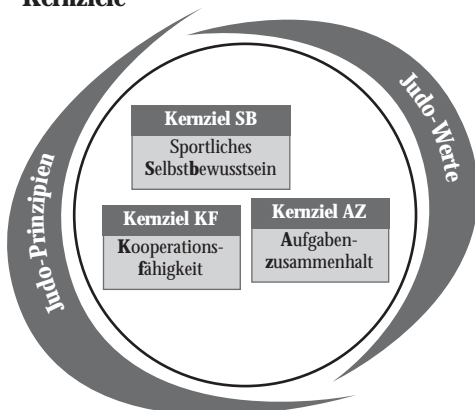 Kernziele
Judo-Werte
Kernziel SB
Sportliches
Selbstbewusstsein
Judo-Prinzipien
Kernziel KF
Kooperations-
fähigkeit
Kernziel AZ
Aufgaben-
zusammenhalt